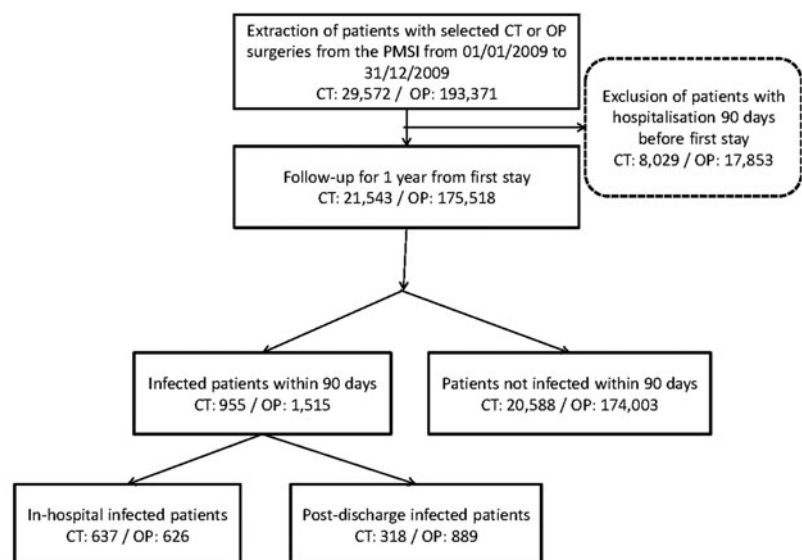 Extraction of patients with selected CT or OP
surgeries from the PMSI from 01/01/2009 to
31/12/2009
CT: 29,572 / OP: 193,371
Exclusion of patients with
hospitalisation 90 days
before first stay
CT: 8,029 / OP: 17,853
Follow-up for 1 year from first stay
CT: 21,543 / OP: 175,518
Infected patients within 90 days
CT: 955 / OP: 1,515
Patients not infected within 90 days
CT: 20,588 / OP: 174,003
In-hospital infected patients
CT: 637 / OP: 626
Post-discharge infected patients
CT: 318 / OP: 889